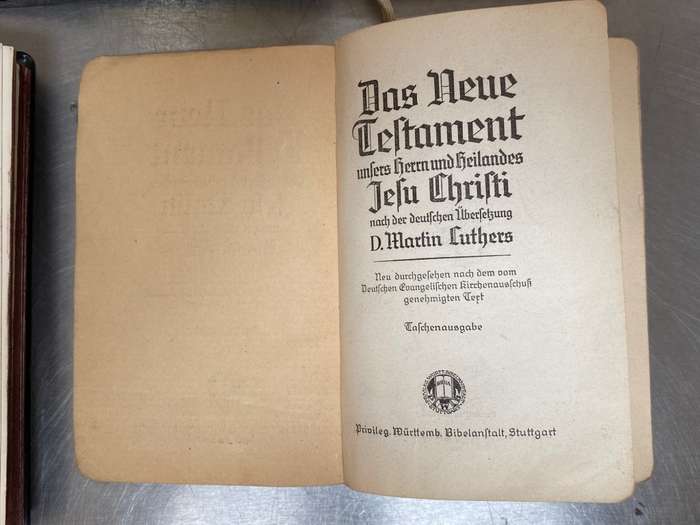 Das Neue
Testament
unsers Herrn und Heilandes
Jesu Christi
nach der deutschen Übersetzung
D. Martin Luthers
Neu durchgesehen nach dem vom
Deutschen Evangelischen Kirchenausschuß
genehmigten Text
Taschenausgabe
BIBLIA
Privileg. Württemb. Bibelanstalt, Stuttgart